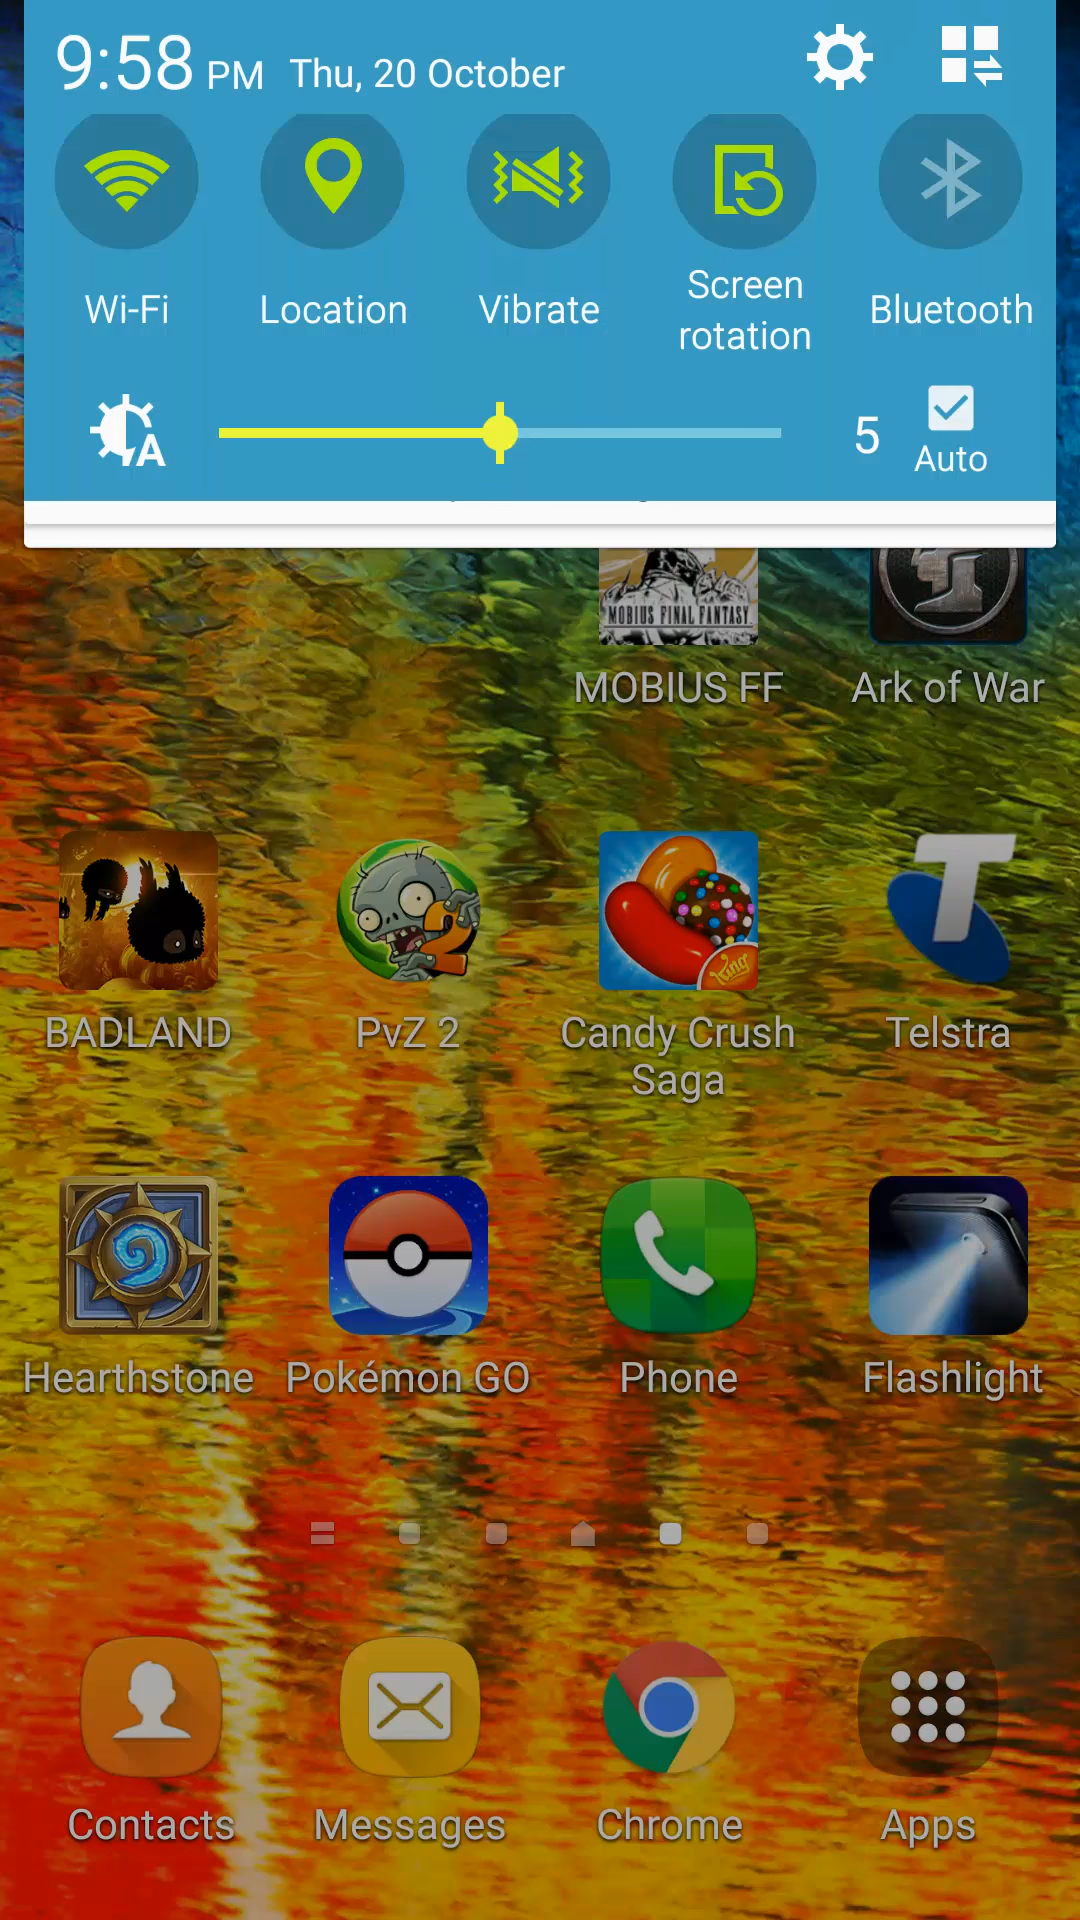 9:58 PM Thu, 20 October
Wi-Fi
Location
Vibrate
Screen
rotation
Bluetooth
A
5
Auto
MOBIUS FINAL FANTASY
MOBIUS FF
Ark of War
2
King
T
BADLAND
PvZ 2
Candy Crush
Saga
Telstra
Hearthstone
Pokémon GO
Phone
Flashlight
Contacts
Messages
Chrome
Apps